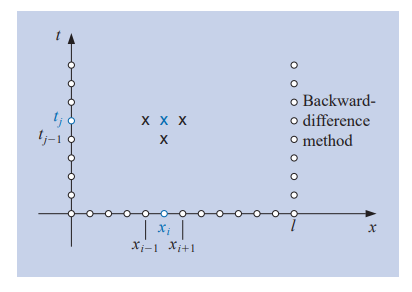 t
t_j
t_{j−1}
x x x
x
Backward-
difference
method
x_i
l
x
x_{i−1} x_{i+1}